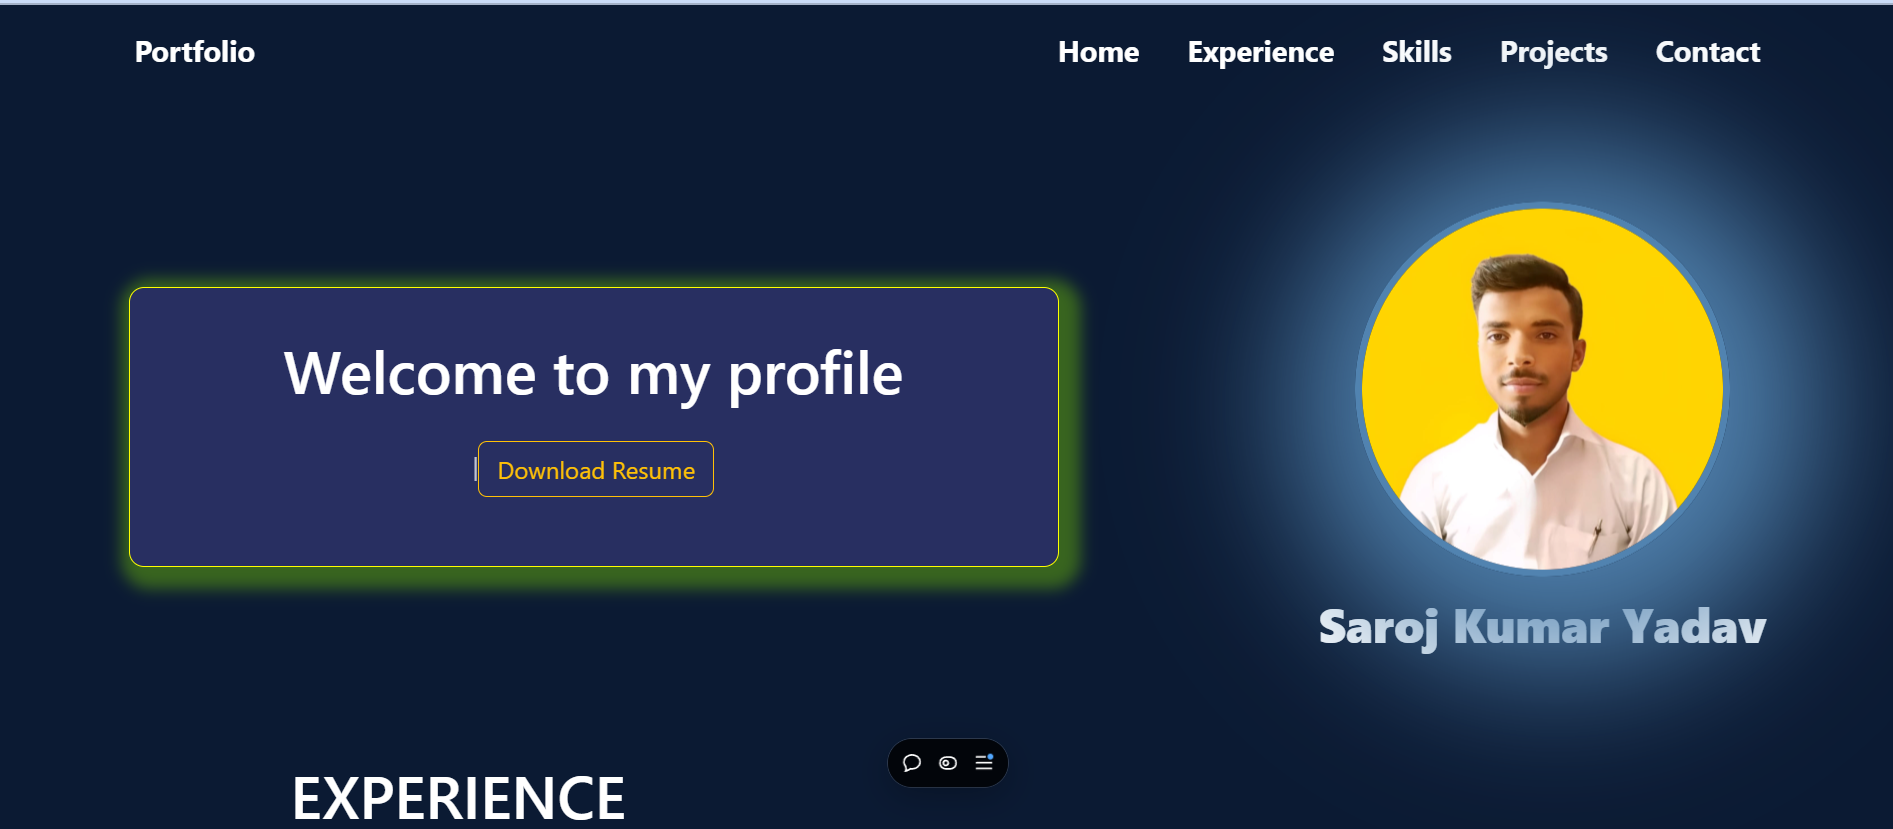 Portfolio
Home Experience Skills Projects Contact
Welcome to my profile
|Download Resume
Saroj Kumar Yadav
EXPERIENCE